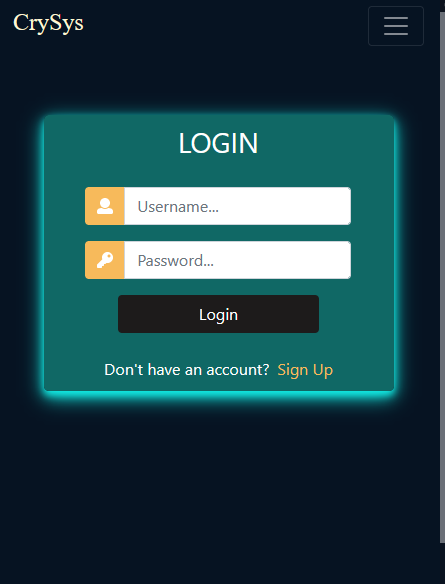 CrySys
LOGIN
Username...
Password...
Login
Don't have an account? Sign Up